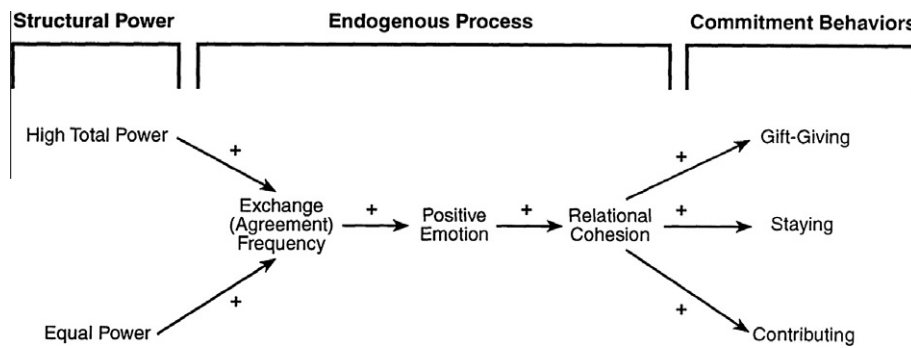 Structural Power
Endogenous Process
Commitment Behaviors
High Total Power
+
+
Gift-Giving
Exchange
(Agreement)
Frequency
+
Positive
Emotion
+
Relational
Cohesion
+
Staying
+
+
Equal Power
Contributing